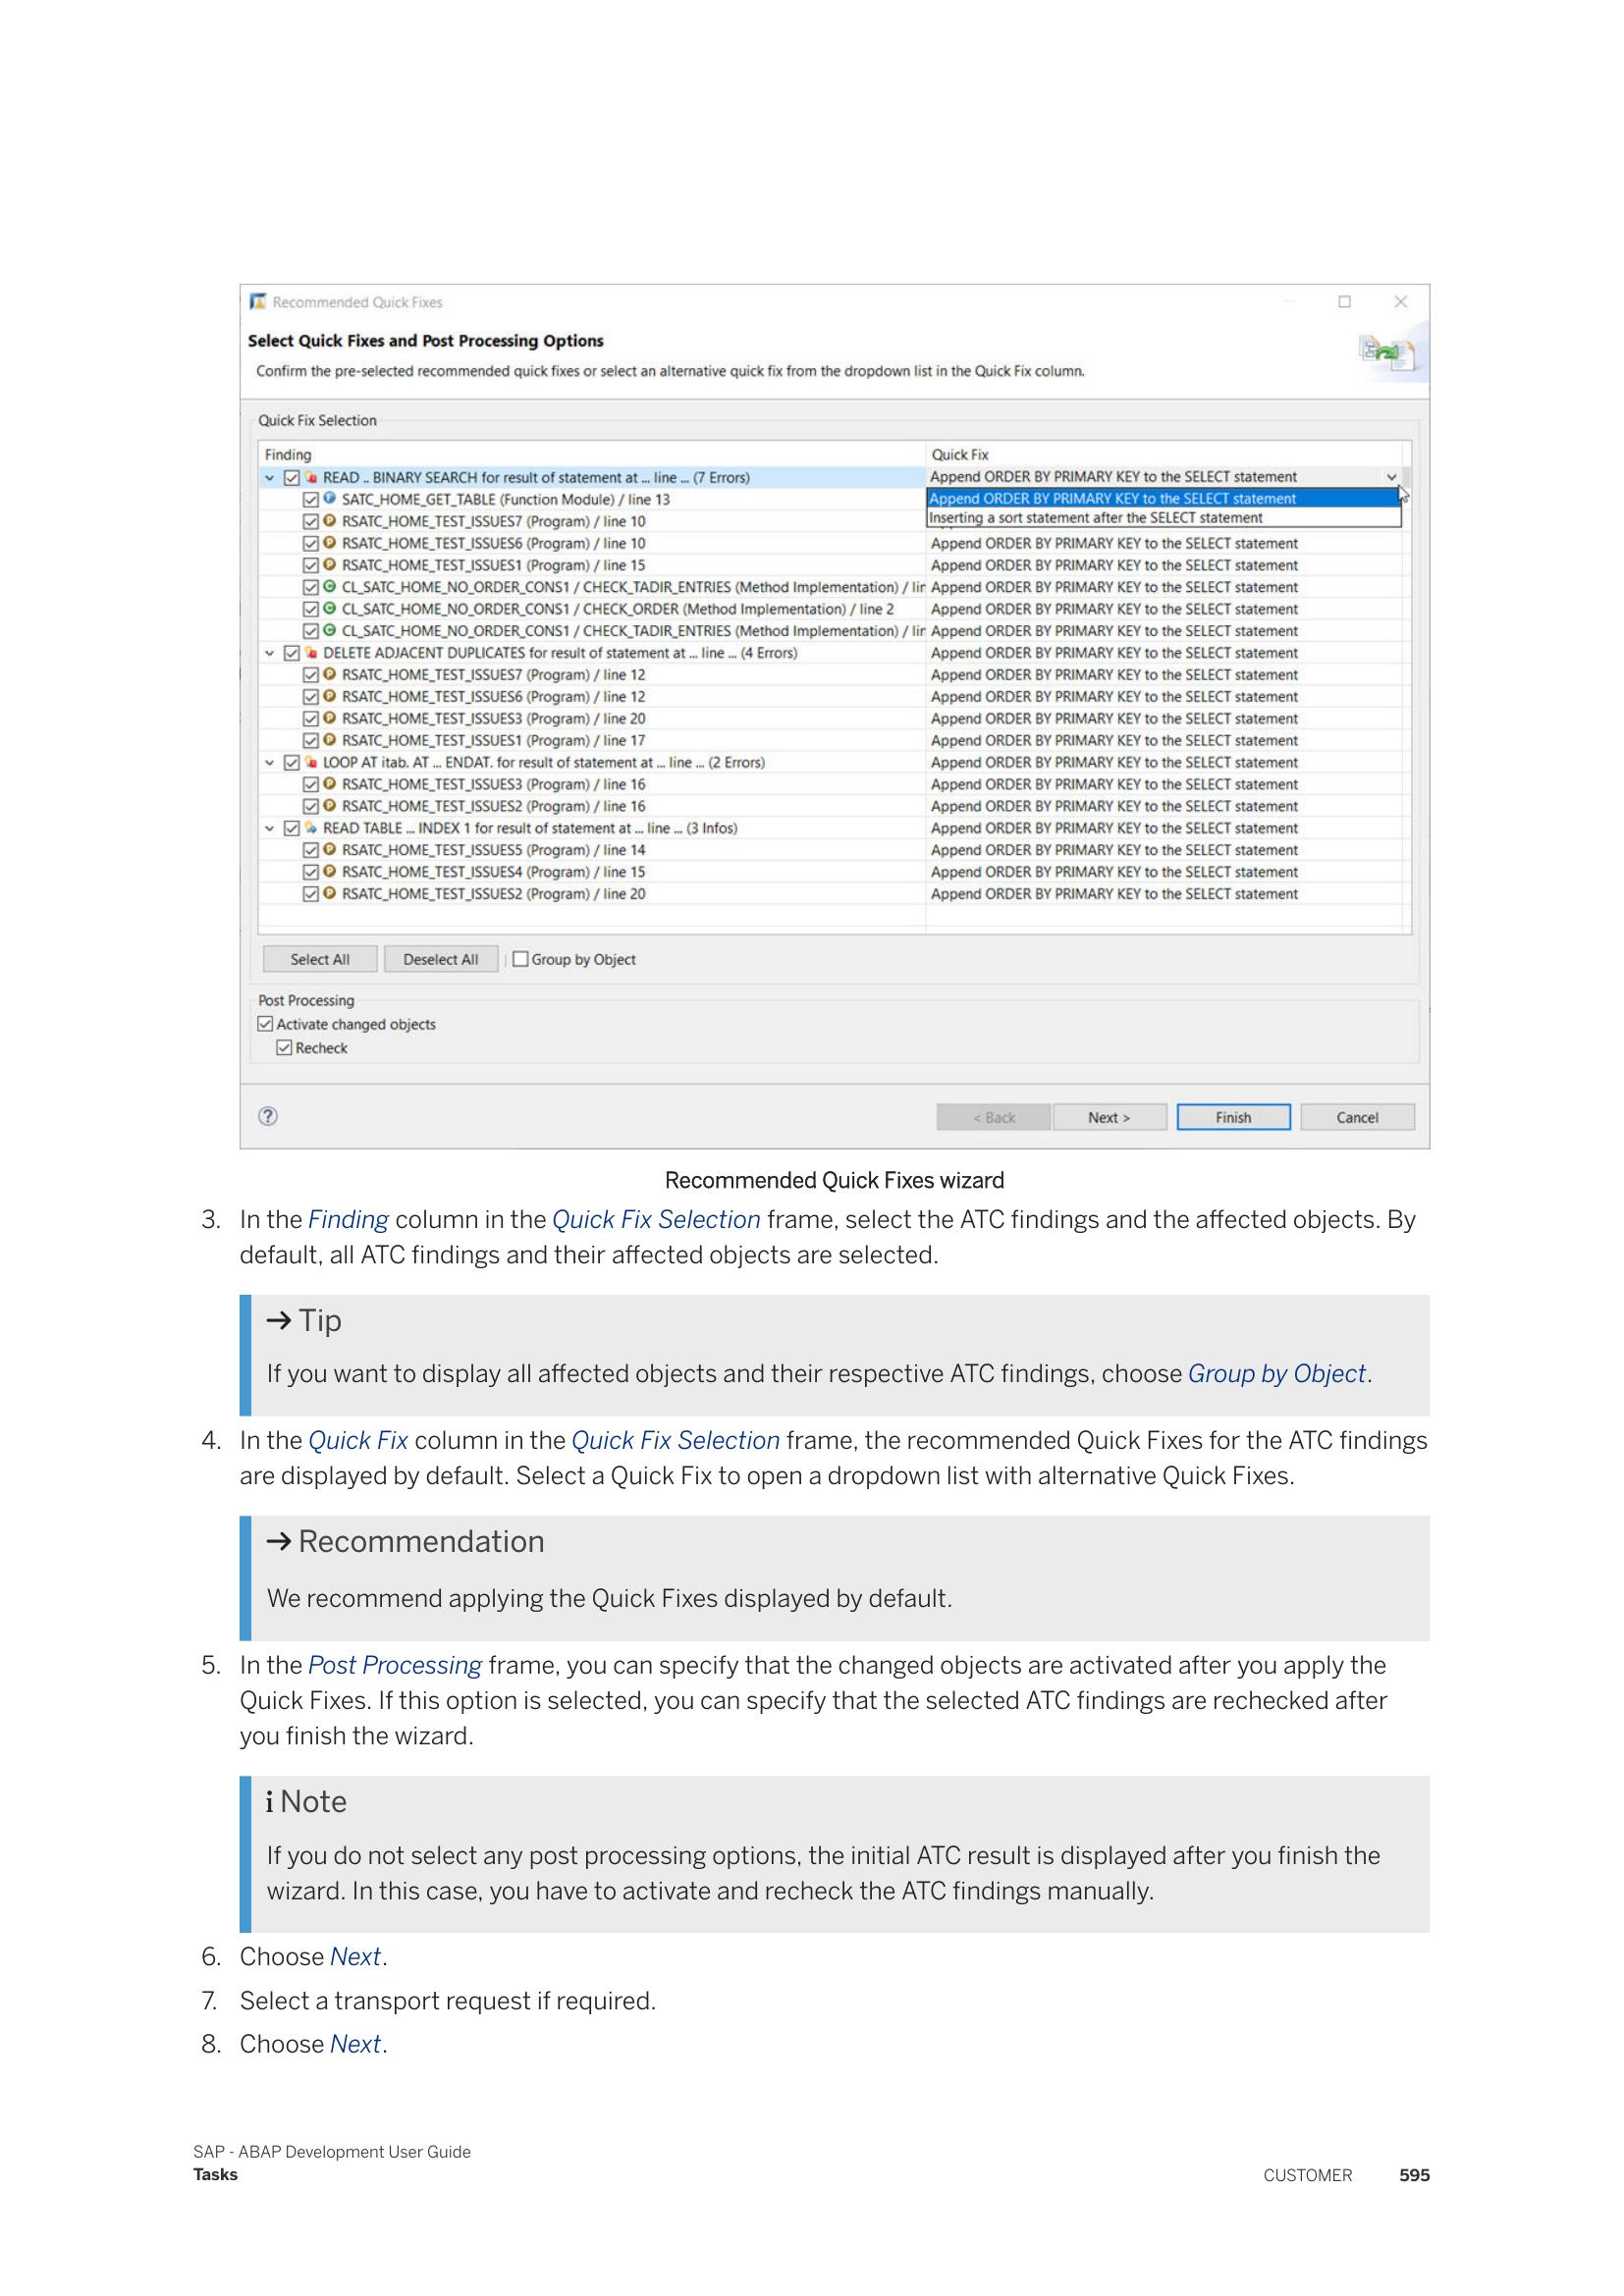 Recommended Quick Fixes
Select Quick Fixes and Post Processing Options
Confirm the pre-selected recommended quick fixes or select an alternative quick fix from the dropdown list in the Quick Fix column.
Quick Fix Selection
Finding Quick Fix
READ .. BINARY SEARCH for result of statement at ... line ... (7 Errors) Append ORDER BY PRIMARY KEY to the SELECT statement
SATC_HOME_GET_TABLE (Function Module) / line 13 Append ORDER BY PRIMARY KEY to the SELECT statement
RSATC_HOME_TEST_ISSUES7 (Program) / line 10 Inserting a sort statement after the SELECT statement
RSATC_HOME_TEST_ISSUES6 (Program) / line 10 Append ORDER BY PRIMARY KEY to the SELECT statement
RSATC_HOME_TEST_ISSUES1 (Program) / line 15 Append ORDER BY PRIMARY KEY to the SELECT statement
CL_SATC_HOME_NO_ORDER_CONS1 / CHECK_TADIR_ENTRIES (Method Implementation) / lir Append ORDER BY PRIMARY KEY to the SELECT statement
CL_SATC_HOME_NO_ORDER_CONS1 / CHECK_ORDER (Method Implementation) / line 2 Append ORDER BY PRIMARY KEY to the SELECT statement
CL_SATC_HOME_NO_ORDER_CONS1 / CHECK_TADIR_ENTRIES (Method Implementation) / lir Append ORDER BY PRIMARY KEY to the SELECT statement
DELETE ADJACENT DUPLICATES for result of statement at ... line ... (4 Errors) Append ORDER BY PRIMARY KEY to the SELECT statement
RSATC_HOME_TEST_ISSUES7 (Program) / line 12 Append ORDER BY PRIMARY KEY to the SELECT statement
RSATC_HOME_TEST_ISSUES6 (Program) / line 12 Append ORDER BY PRIMARY KEY to the SELECT statement
RSATC_HOME_TEST_ISSUES3 (Program) / line 20 Append ORDER BY PRIMARY KEY to the SELECT statement
RSATC_HOME_TEST_ISSUES1 (Program) / line 17 Append ORDER BY PRIMARY KEY to the SELECT statement
LOOP AT itab. AT ... ENDAT. for result of statement at ... line ... (2 Errors) Append ORDER BY PRIMARY KEY to the SELECT statement
RSATC_HOME_TEST_ISSUES3 (Program) / line 16 Append ORDER BY PRIMARY KEY to the SELECT statement
RSATC_HOME_TEST_ISSUES2 (Program) / line 16 Append ORDER BY PRIMARY KEY to the SELECT statement
READ TABLE ... INDEX 1 for result of statement at ... line ... (3 Infos) Append ORDER BY PRIMARY KEY to the SELECT statement
RSATC_HOME_TEST_ISSUES5 (Program) / line 14 Append ORDER BY PRIMARY KEY to the SELECT statement
RSATC_HOME_TEST_ISSUES4 (Program) / line 15 Append ORDER BY PRIMARY KEY to the SELECT statement
RSATC_HOME_TEST_ISSUES2 (Program) / line 20 Append ORDER BY PRIMARY KEY to the SELECT statement
Select All Deselect All Group by Object
Post Processing
Activate changed objects
Recheck
< Back Next > Finish Cancel
Recommended Quick Fixes wizard
3. In the Finding column in the Quick Fix Selection frame, select the ATC findings and the affected objects. By
default, all ATC findings and their affected objects are selected.
→ Tip
If you want to display all affected objects and their respective ATC findings, choose Group by Object.
4. In the Quick Fix column in the Quick Fix Selection frame, the recommended Quick Fixes for the ATC findings
are displayed by default. Select a Quick Fix to open a dropdown list with alternative Quick Fixes.
→ Recommendation
We recommend applying the Quick Fixes displayed by default.
5. In the Post Processing frame, you can specify that the changed objects are activated after you apply the
Quick Fixes. If this option is selected, you can specify that the selected ATC findings are rechecked after
you finish the wizard.
i Note
If you do not select any post processing options, the initial ATC result is displayed after you finish the
wizard. In this case, you have to activate and recheck the ATC findings manually.
6. Choose Next.
7. Select a transport request if required.
8. Choose Next.
SAP - ABAP Development User Guide
Tasks CUSTOMER 595